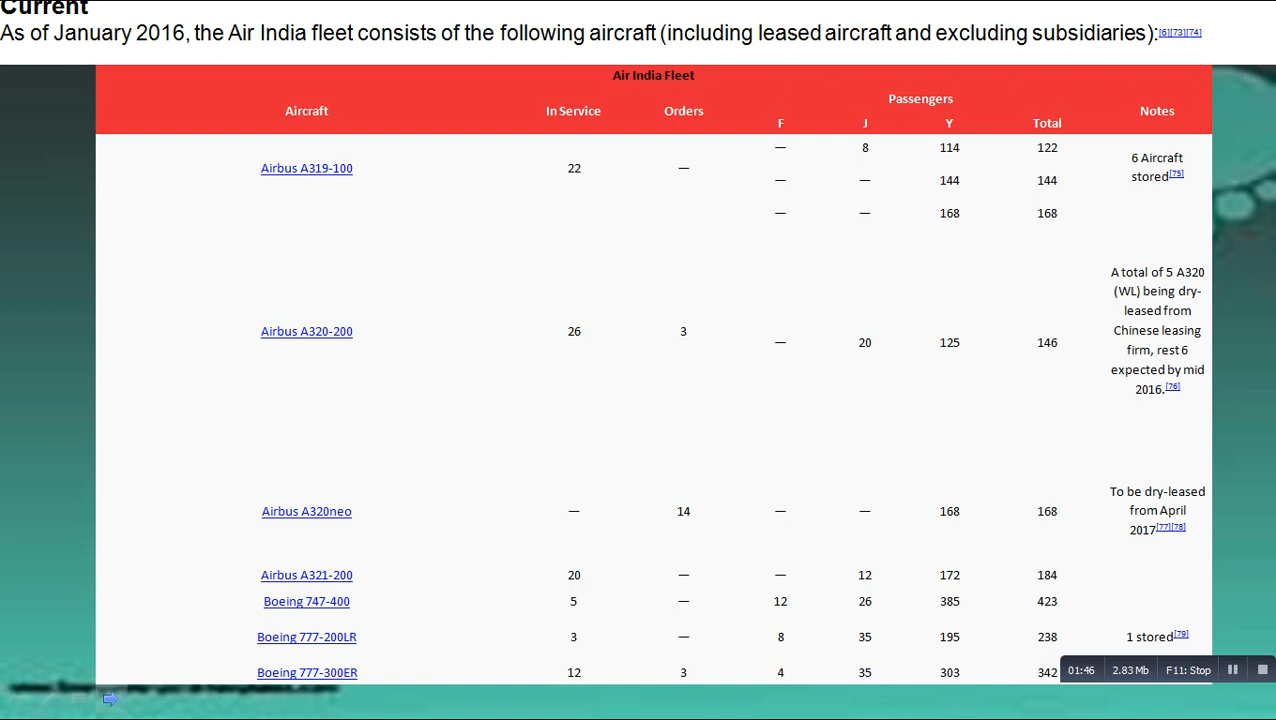 Current
As of January 2016, the Air India fleet consists of the following aircraft (including leased aircraft and excluding subsidiaries):[6][73][74]
Air India Fleet
Aircraft In Service Orders Passengers Notes
F J Y Total
Airbus A319-100 22 — — 8 114 122 6 Aircraft
stored[75]
— — 144 144
— — 168 168
Airbus A320-200 26 3 — 20 125 146 A total of 5 A320
(WL) being dry-
leased from
Chinese leasing
firm, rest 6
expected by mid
2016.[76]
Airbus A320neo — 14 — — 168 168 To be dry-leased
from April
2017[77][78]
Airbus A321-200 20 — — 12 172 184
Boeing 747-400 5 — 12 26 385 423
Boeing 777-200LR 3 — 8 35 195 238 1 stored[79]
Boeing 777-300ER 12 3 4 35 303 342
01:46 2.83 Mb F11: Stop